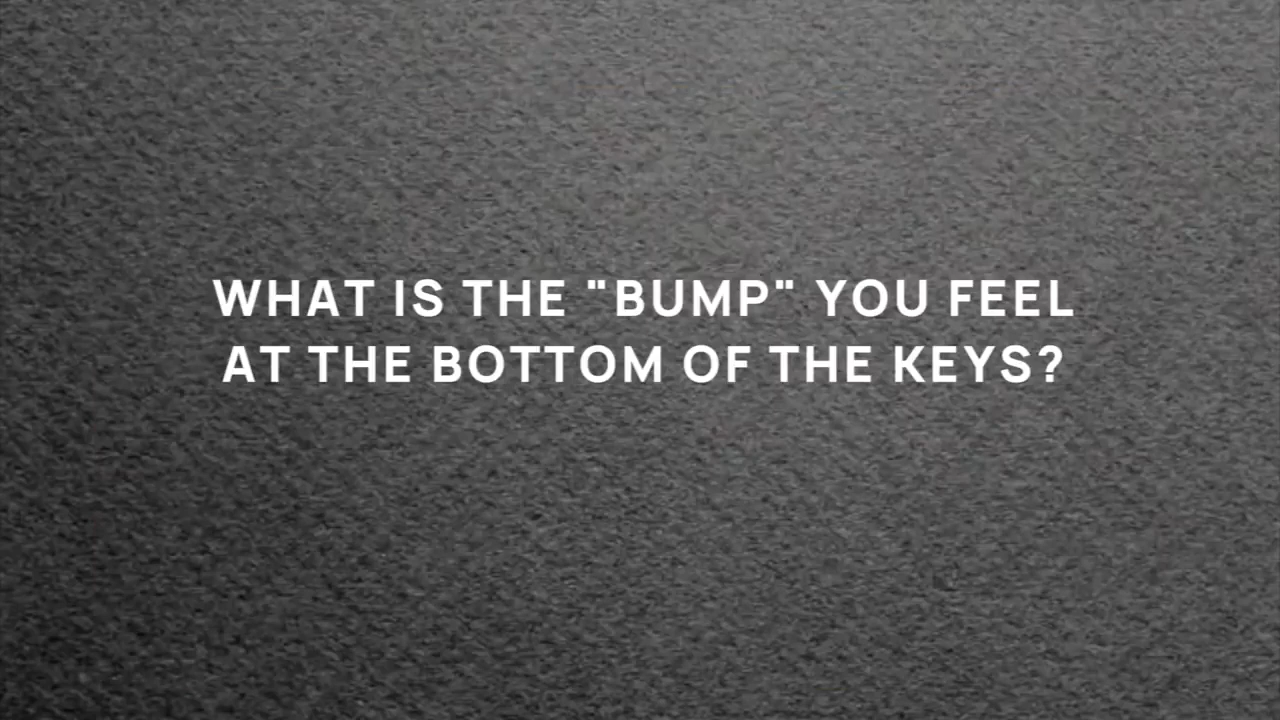 WHAT IS THE "BUMP" YOU FEEL
AT THE BOTTOM OF THE KEYS?